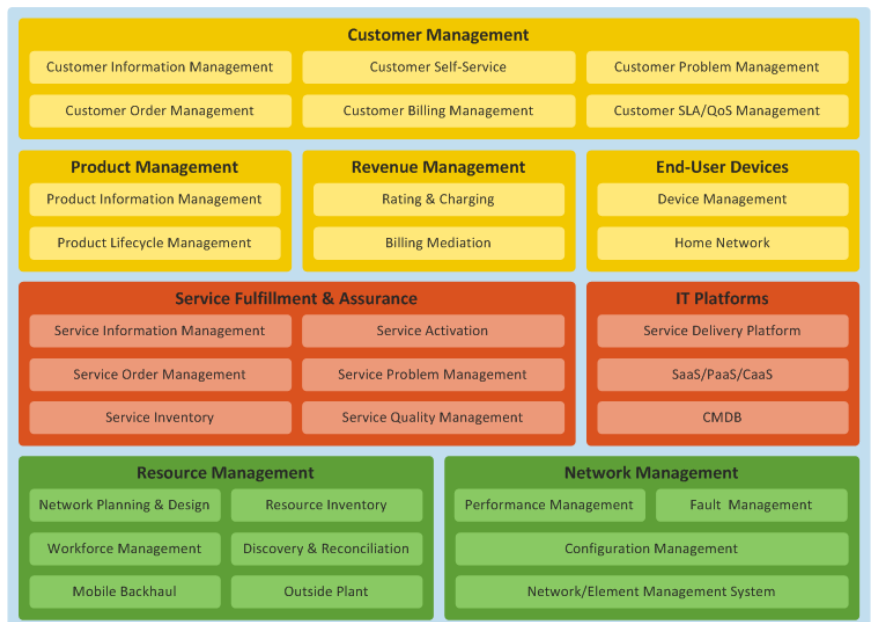 Customer Management
Customer Information Management
Customer Self-Service
Customer Problem Management
Customer Order Management
Customer Billing Management
Customer SLA/QoS Management
Product Management
Product Information Management
Product Lifecycle Management
Revenue Management
Rating & Charging
Billing Mediation
End-User Devices
Device Management
Home Network
Service Fulfillment & Assurance
Service Information Management
Service Activation
Service Order Management
Service Problem Management
Service Inventory
Service Quality Management
IT Platforms
Service Delivery Platform
SaaS/PaaS/CaaS
CMDB
Resource Management
Network Planning & Design
Resource Inventory
Workforce Management
Discovery & Reconciliation
Mobile Backhaul
Outside Plant
Network Management
Performance Management
Fault Management
Configuration Management
Network/Element Management System